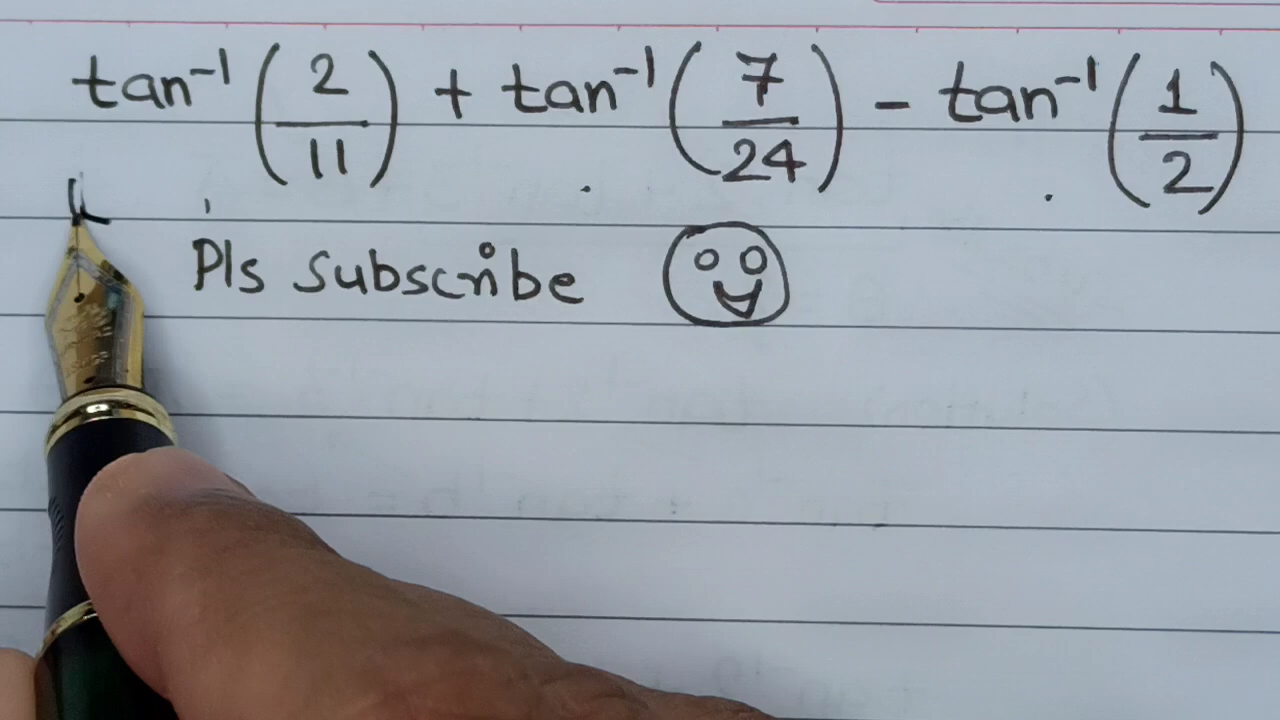 tan⁻¹(2/11) + tan⁻¹(7/24) - tan⁻¹(1/2)
Pls subscribe